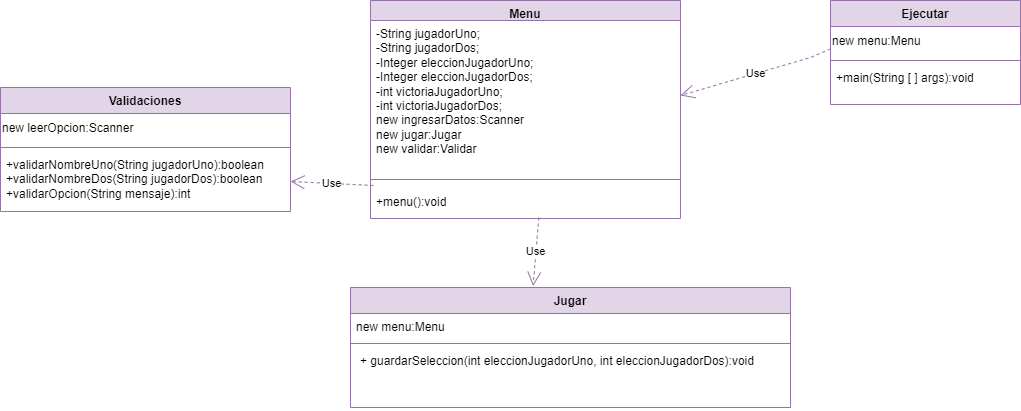 Menu
-String jugadorUno;
-String jugadorDos;
-Integer eleccionJugadorUno;
-Integer eleccionJugadorDos;
-int victoriaJugadorUno;
-int victoriaJugadorDos;
new ingresarDatos:Scanner
new jugar:Jugar
new validar:Validar
+menu():void
Ejecutar
new menu:Menu
+main(String [ ] args):void
Use
Validaciones
new leerOpcion:Scanner
+validarNombreUno(String jugadorUno):boolean
+validarNombreDos(String jugadorDos):boolean
+validarOpcion(String mensaje):int
Use
Use
Jugar
new menu:Menu
+ guardarSeleccion(int eleccionJugadorUno, int eleccionJugadorDos):void